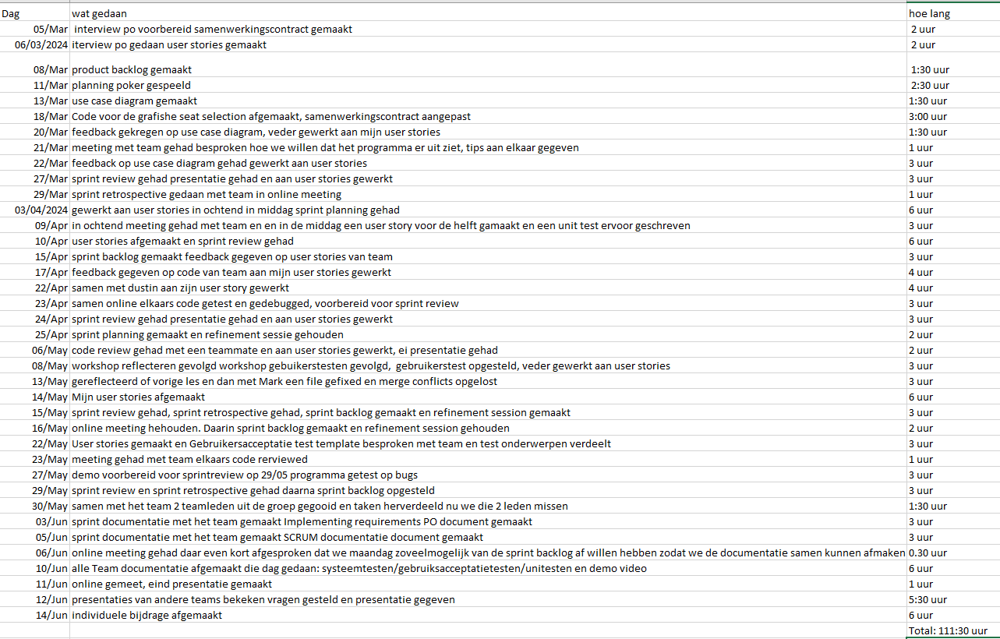 Dag wat gedaan hoe lang
05/Mar interview po voorbereid samenwerkingscontract gemaakt 2 uur
06/03/2024 iterview po gedaan user stories gemaakt 2 uur
08/Mar product backlog gemaakt 1:30 uur
11/Mar planning poker gespeeld 2:30 uur
13/Mar use case diagram gemaakt 1:30 uur
18/Mar Code voor de grafishe seat selection afgemaakt, samenwerkingscontract aangepast 3:00 uur
20/Mar feedback gekregen op use case diagram, veder gewerkt aan mijn user stories 1:30 uur
21/Mar meeting met team gehad besproken hoe we willen dat het programma er uit ziet, tips aan elkaar gegeven 1 uur
22/Mar feedback op use case diagram gehad gewerkt aan user stories 3 uur
27/Mar sprint review gehad presentatie gehad en aan user stories gewerkt 3 uur
29/Mar sprint retrospective gedaan met team in online meeting 1 uur
03/04/2024 gewerkt aan user stories in ochtend in middag sprint planning gehad 6 uur
09/Apr in ochtend meeting gehad met team en en in de middag een user story voor de helft gamaakt en een unit test ervoor geschreven 3 uur
10/Apr user stories afgemaakt en sprint review gehad 6 uur
15/Apr sprint backlog gemaakt feedback gegeven op user stories van team 3 uur
17/Apr feedback gegeven op code van team aan mijn user stories gewerkt 4 uur
22/Apr samen met dustin aan zijn user story gewerkt 4 uur
23/Apr samen online elkaars code getest en gedebugged, voorbereid voor sprint review 3 uur
24/Apr sprint review gehad presentatie gehad en aan user stories gewerkt 3 uur
25/Apr sprint planning gemaakt en refinement sessie gehouden 2 uur
06/May code review gehad met een teammate en aan user stories gewerkt, ei presentatie gehad 2 uur
08/May workshop reflecteren gevolgd workshop gebuikerstesten gevolgd, gebruikerstest opgesteld, veder gewerkt aan user stories 3 uur
13/May gereflecteerd of vorige les en dan met Mark een file gefixed en merge conflicts opgelost 3 uur
14/May Mijn user stories afgemaakt 6 uur
15/May sprint review gehad, sprint retrospective gehad, sprint backlog gemaakt en refinement session gemaakt 3 uur
16/May online meeting hehouden. Daarin sprint backlog gemaakt en refinement session gehouden 2 uur
22/May User stories gemaakt en Gebruikersacceptatie test template besproken met team en test onderwerpen verdeelt 3 uur
23/May meeting gehad met team elkaars code rerviewed 1 uur
27/May demo voorbereid voor sprintreview op 29/05 programma getest op bugs 3 uur
29/May sprint review en sprint retrospective gehad daarna sprint backlog opgesteld 3 uur
30/May samen met het team 2 teamleden uit de groep gegooid en taken herverdeeld nu we die 2 leden missen 1:30 uur
03/Jun sprint documentatie met het team gemaakt Implementing requirements PO document gemaakt 3 uur
05/Jun sprint documentatie met het team gemaakt SCRUM documentatie document gemaakt 3 uur
06/Jun online meeting gehad daar even kort afgesproken dat we maandag zoveelmogelijk van de sprint backlog af willen hebben zodat we de documentatie samen kunnen afmaken 0.30 uur
10/Jun alle Team documentatie afgemaakt die dag gedaan: systeemtesten/gebruiksacceptatietesten/unitesten en demo video 6 uur
11/Jun online gemeet, eind presentatie gemaakt 1 uur
12/Jun presentaties van andere teams bekeken vragen gesteld en presentatie gegeven 5:30 uur
14/Jun individuele bijdrage afgemaakt 6 uur
Total: 111:30 uur